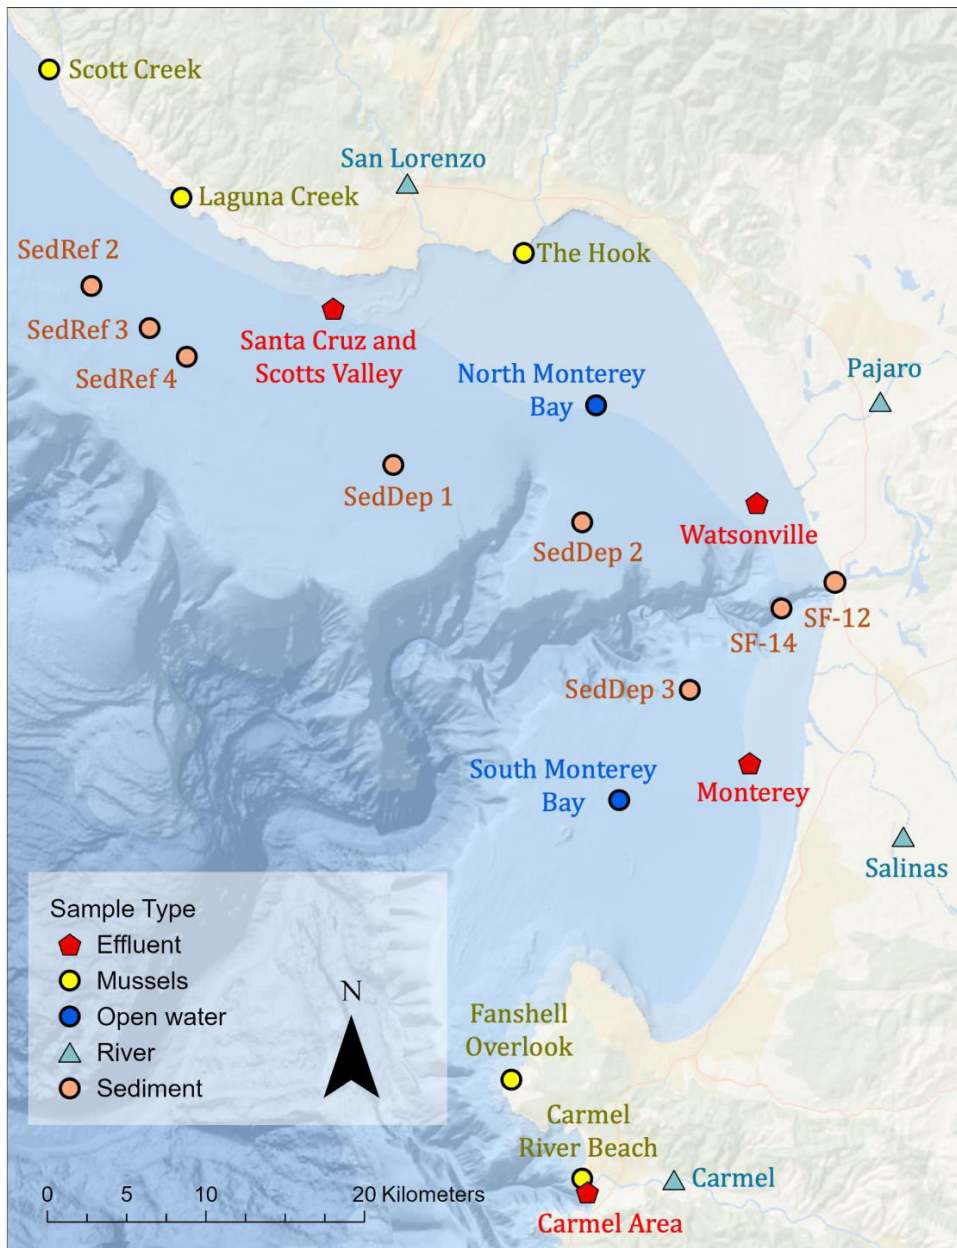 Scott Creek
San Lorenzo
Laguna Creek
SedRef 2
The Hook
SedRef 3
Santa Cruz and
Scotts Valley
SedRef 4
North Monterey
Bay
Pajaro
SedDep 1
Watsonville
SedDep 2
SF-12
SF-14
SedDep 3
South Monterey
Bay
Monterey
Salinas
Sample Type
Effluent
Mussels
Open water
River
Sediment
N
Fanshell
Overlook
Carmel
River Beach
Carmel
Carmel Area
0 5 10 20 Kilometers